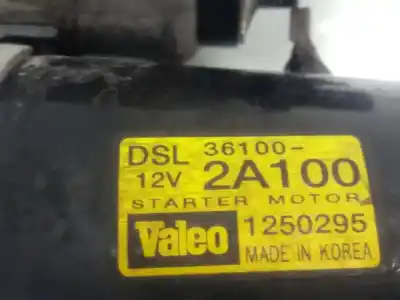 DSL 36100-
12V 2A100
STARTER MOTOR
Valeo 1250295
MADE IN KOREA